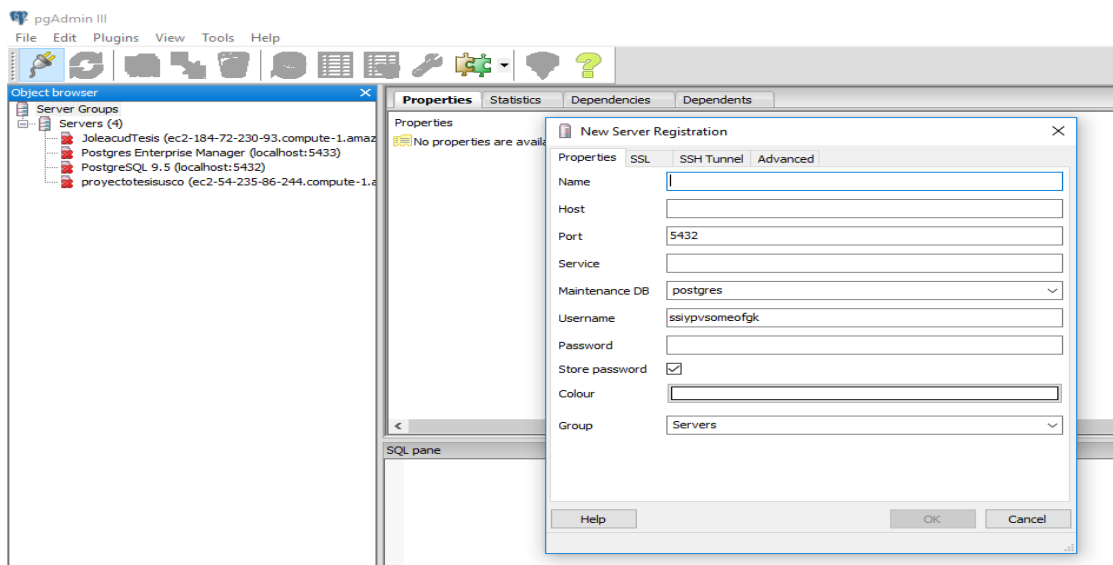 pgAdmin III
File Edit Plugins View Tools Help
Object browser
Server Groups
Servers (4)
JoleacudTesis (ec2-184-72-230-93.compute-1.amaz
Postgres Enterprise Manager (localhost:5433)
PostgreSQL 9.5 (localhost:5432)
proyectotesisusco (ec2-54-235-86-244.compute-1.a
Properties Statistics Dependencies Dependents
Properties
No properties are availa
SQL pane
New Server Registration
Properties SSL SSH Tunnel Advanced
Name
Host
Port 5432
Service
Maintenance DB postgres
Username ssiypvsomeofgk
Password
Store password
Colour
Group Servers
Help OK Cancel